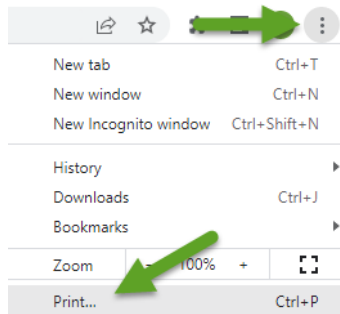 New tab Ctrl+T
New window Ctrl+N
New Incognito window Ctrl+Shift+N
History
Downloads Ctrl+J
Bookmarks
Zoom - 100% +
Print... Ctrl+P